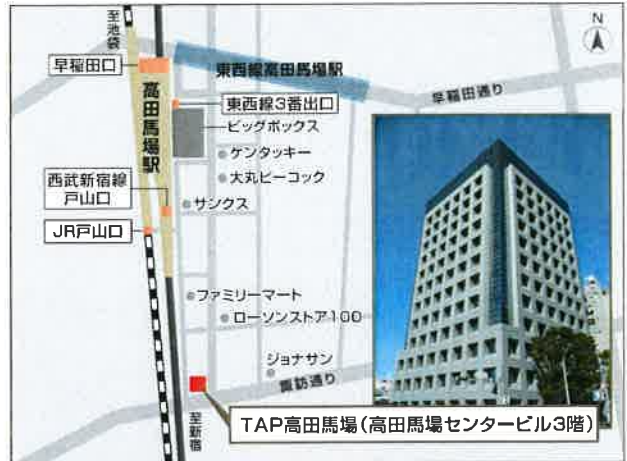 至池袋
N
早稲田口
東西線高田馬場駅
早稲田通り
高田馬場駅
東西線3番出口
ビッグボックス
ケンタッキー
大丸ピーコック
西武新宿線
戸山口
サンクス
JR戸山口
ファミリーマート
ローソンストア100
ジョナサン
諏訪通り
至新宿
TAP高田馬場(高田馬場センタービル3階)